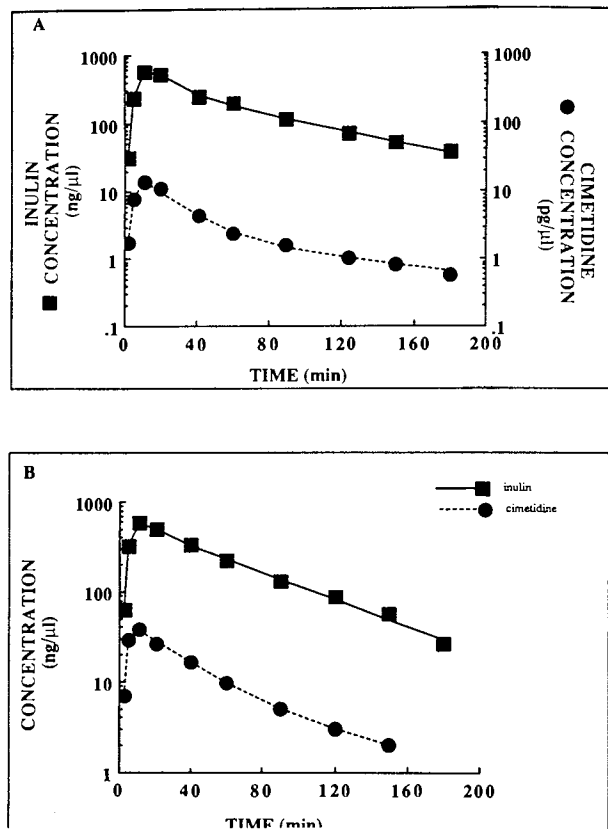 A
1000
100
10
1
.1
INULIN
CONCENTRATION
(ng/µl)
1000
100
10
1
.1
CIMETIDINE
CONCENTRATION
(pg/µl)
0 40 80 120 160 200
TIME (min)
B
inulin
cimetidine
1000
100
10
1
CONCENTRATION
(ng/µl)
0 40 80 120 160 200
TIME (min)